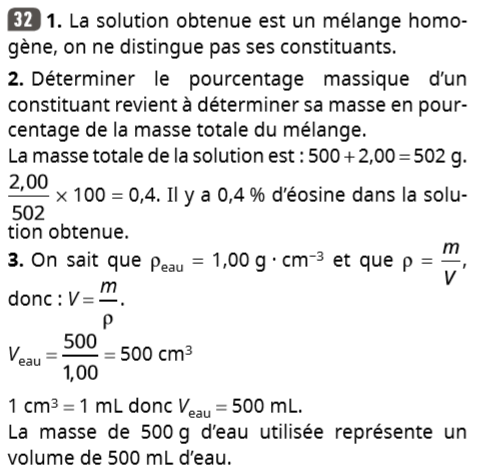 32 1. La solution obtenue est un mélange homo-
gène, on ne distingue pas ses constituants.
2. Déterminer le pourcentage massique d'un
constituant revient à déterminer sa masse en pour-
centage de la masse totale du mélange.
La masse totale de la solution est : 500 + 2,00 = 502 g.
2,00/502 × 100 = 0,4. Il y a 0,4 % d'éosine dans la solu-
tion obtenue.
3. On sait que ρeau = 1,00 g · cm⁻³ et que ρ = m/V,
donc : V = m/ρ.
Veau = 500/1,00 = 500 cm³
1 cm³ = 1 mL donc Veau = 500 mL.
La masse de 500 g d'eau utilisée représente un
volume de 500 mL d'eau.